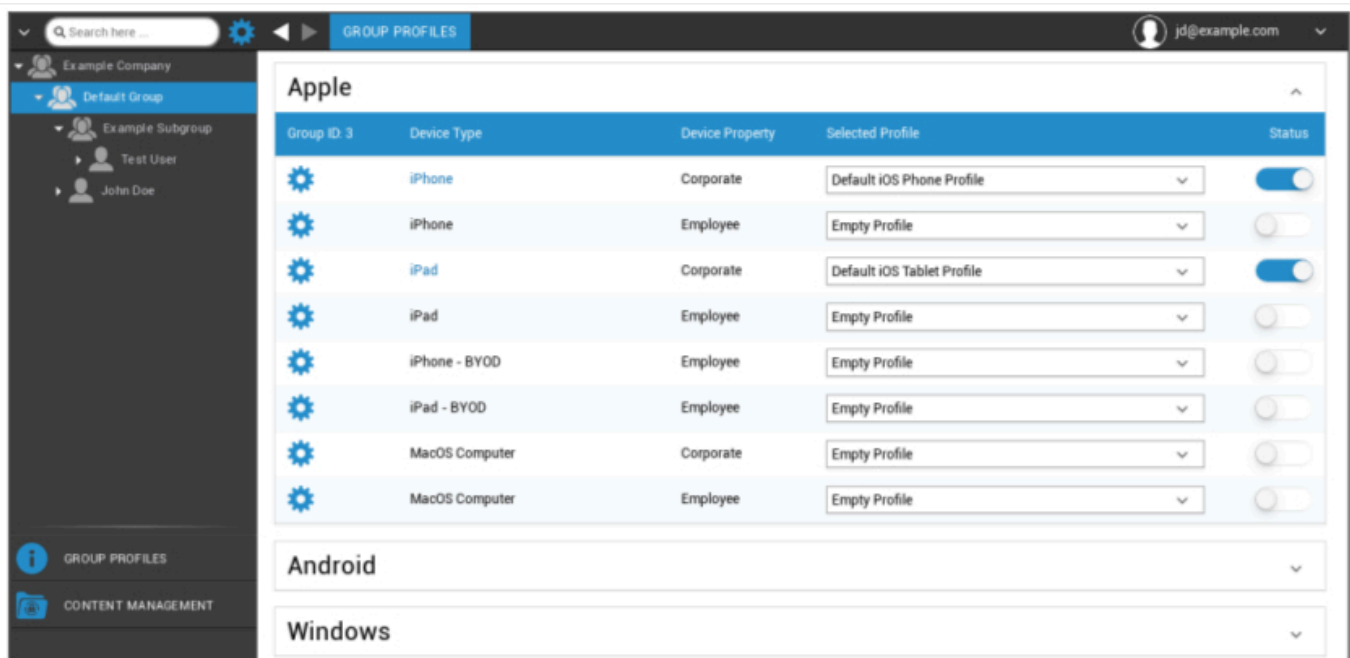 Search here ...
GROUP PROFILES
jd@example.com
Example Company
Default Group
Example Subgroup
Test User
John Doe
GROUP PROFILES
CONTENT MANAGEMENT
Apple
Group ID: 3 Device Type Device Property Selected Profile Status
iPhone Corporate Default iOS Phone Profile
iPhone Employee Empty Profile
iPad Corporate Default iOS Tablet Profile
iPad Employee Empty Profile
iPhone - BYOD Employee Empty Profile
iPad - BYOD Employee Empty Profile
MacOS Computer Corporate Empty Profile
MacOS Computer Employee Empty Profile
Android
Windows